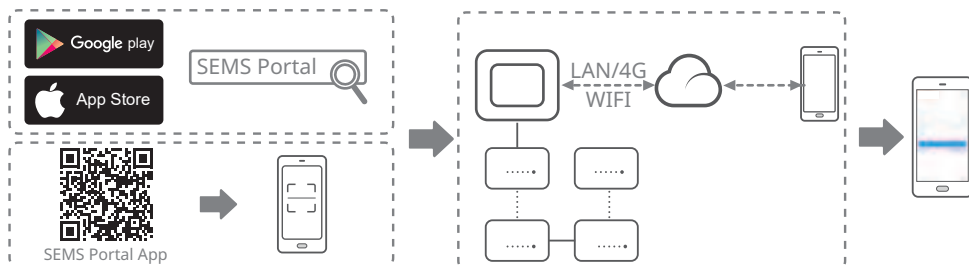 Google play
SEMS Portal
App Store
SEMS Portal App
LAN/4G
WIFI